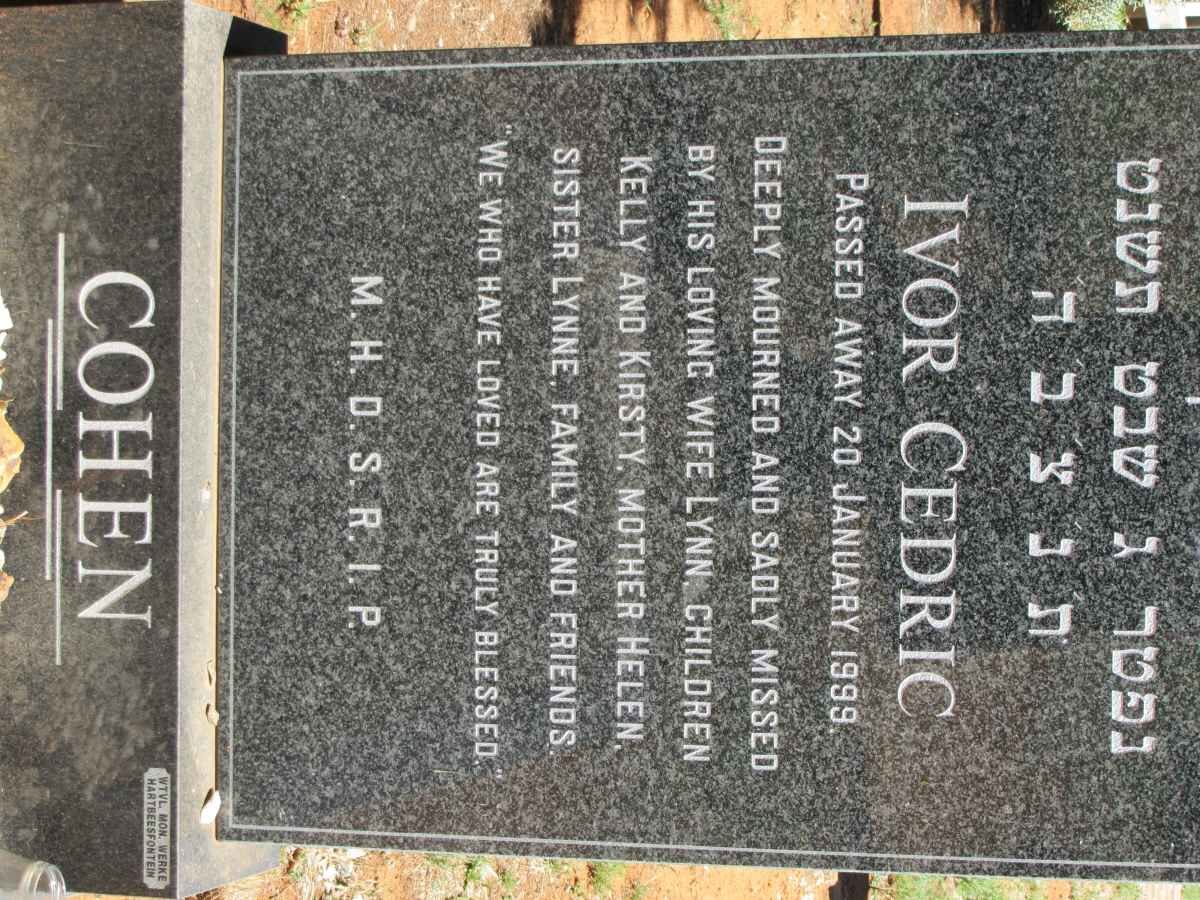 נפטר ג שבט תשנט
ת נ צ ב ה
IVOR CEDRIC
PASSED AWAY 20 JANUARY 1999.
DEEPLY MOURNED AND SADLY MISSED
BY HIS LOVING WIFE LYNN, CHILDREN
KELLY AND KIRSTY, MOTHER HELEN,
SISTER LYNNE, FAMILY AND FRIENDS.
"WE WHO HAVE LOVED ARE TRULY BLESSED."
M. H. D. S. R. I. P.
COHEN
WTVL. MON. WERKE
HARTBEESFONTEIN